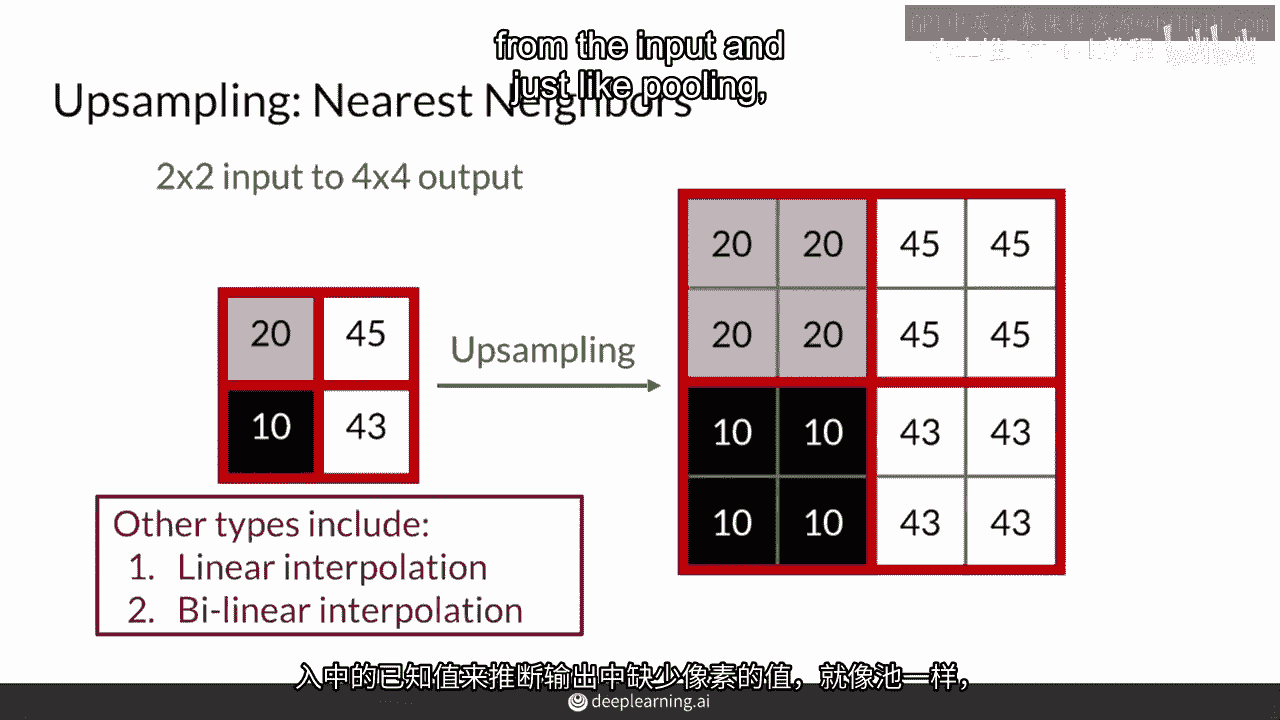 from the input and
just like pooling,
Upsampling: Nearest Neighbors
2x2 input to 4x4 output
20 45
10 43
Upsampling
20 20 45 45
20 20 45 45
10 10 43 43
10 10 43 43
Other types include:
1. Linear interpolation
2. Bi-linear interpolation
入中的已知值来推断输出中缺少像素的值，就像池一样，
deeplearning.ai